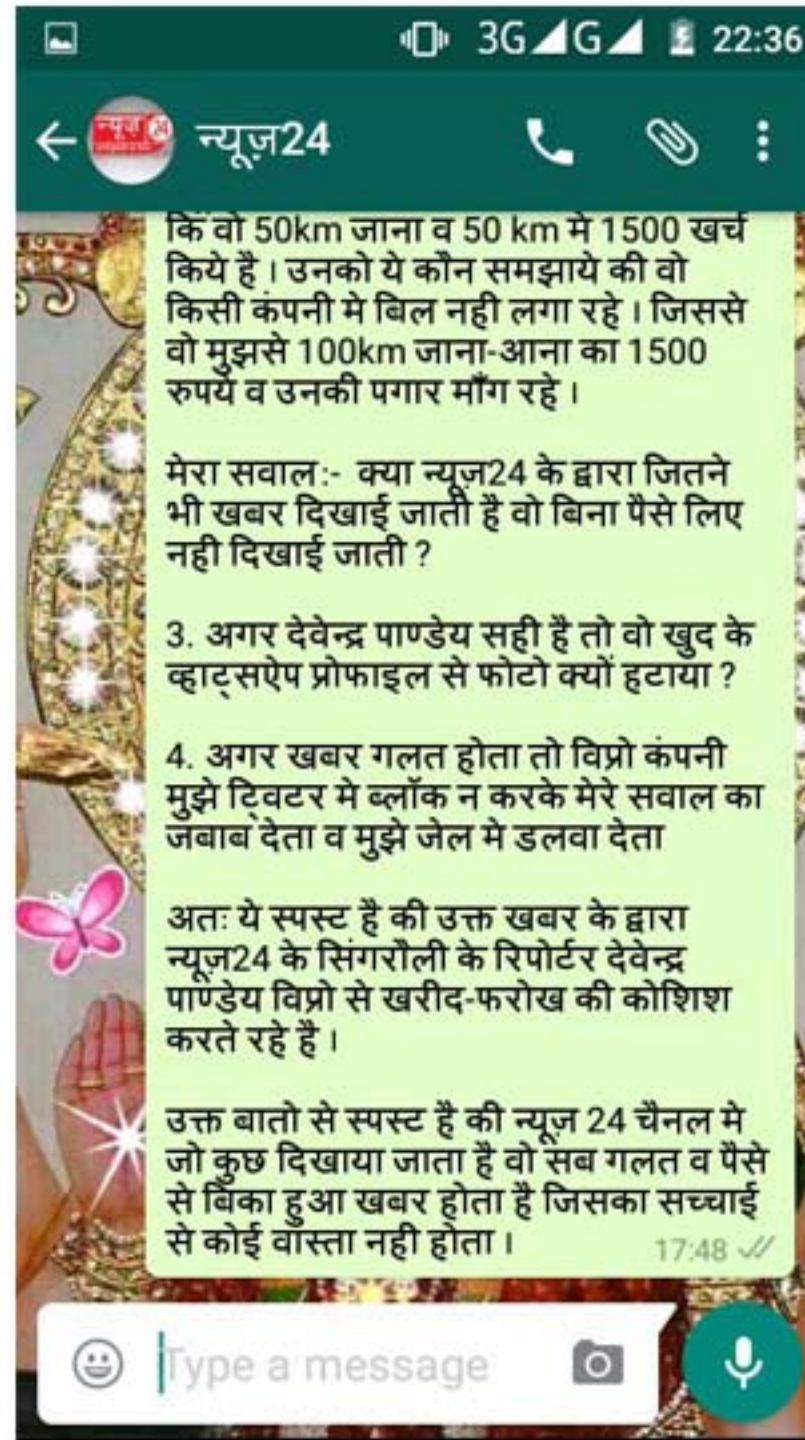 3G G 22:36
न्यूज़ 24
न्यूज़24
कि वो 50km जाना व 50 km मे 1500 खर्च
किये है । उनको ये कौन समझाये की वो
किसी कंपनी मे बिल नही लगा रहे । जिससे
वो मुझसे 100km जाना-आना का 1500
रुपये व उनकी पगार माँग रहे ।
मेरा सवाल:- क्या न्यूज़24 के द्वारा जितने
भी खबर दिखाई जाती है वो बिना पैसे लिए
नही दिखाई जाती ?
3. अगर देवेन्द्र पाण्डेय सही है तो वो खुद के
व्हाट्सऐप प्रोफाइल से फोटो क्यों हटाया ?
4. अगर खबर गलत होता तो विप्रो कंपनी
मुझे ट्विटर मे ब्लॉक न करके मेरे सवाल का
जबाब देता व मुझे जेल मे डलवा देता
अतः ये स्पस्ट है की उक्त खबर के द्वारा
न्यूज़24 के सिंगरौली के रिपोर्टर देवेन्द्र
पाण्डेय विप्रो से खरीद-फरोख की कोशिश
करते रहे है ।
उक्त बातो से स्पस्ट है की न्यूज़ 24 चैनल मे
जो कुछ दिखाया जाता है वो सब गलत व पैसे
से बिका हुआ खबर होता है जिसका सच्चाई
से कोई वास्ता नही होता ।
17:48
Type a message